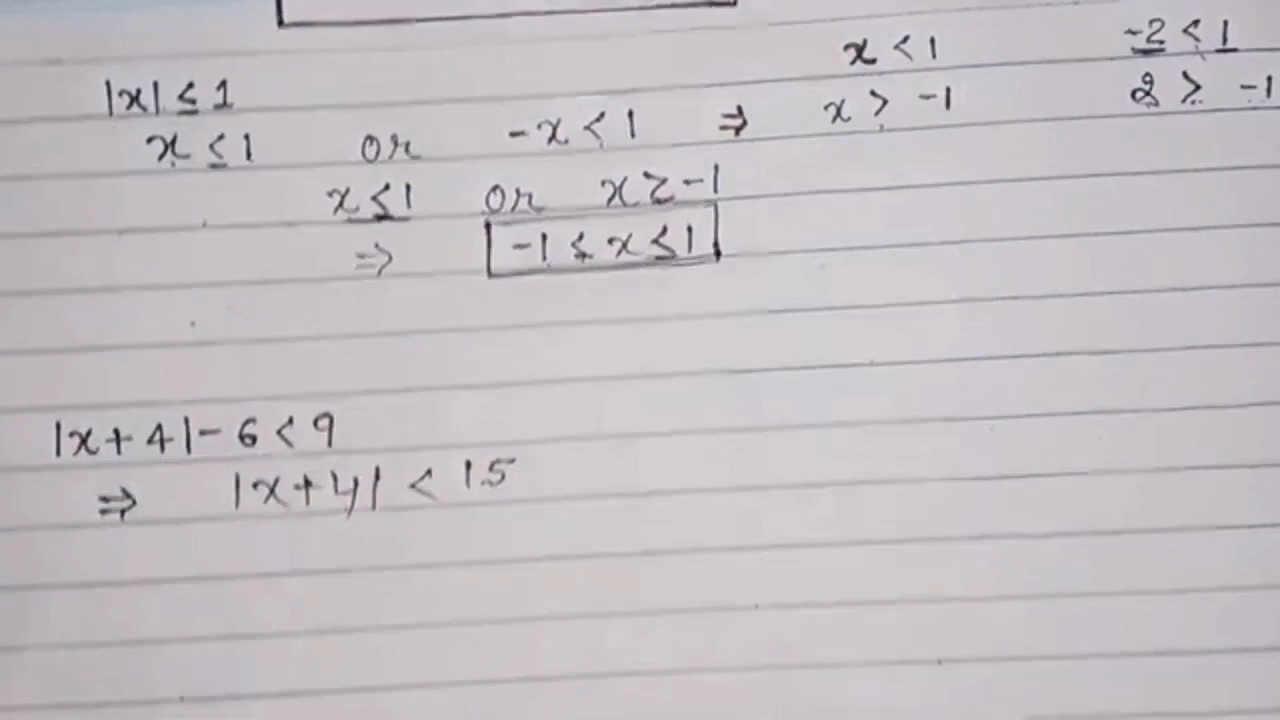 x < 1 -2 < 1
|x| ≤ 1 x > -1 2 > -1
x ≤ 1 or -x < 1 ⇒
x ≤ 1 or x ≥ -1
⇒ -1 ≤ x ≤ 1
|x + 4| - 6 < 9
⇒ |x + 4| < 15